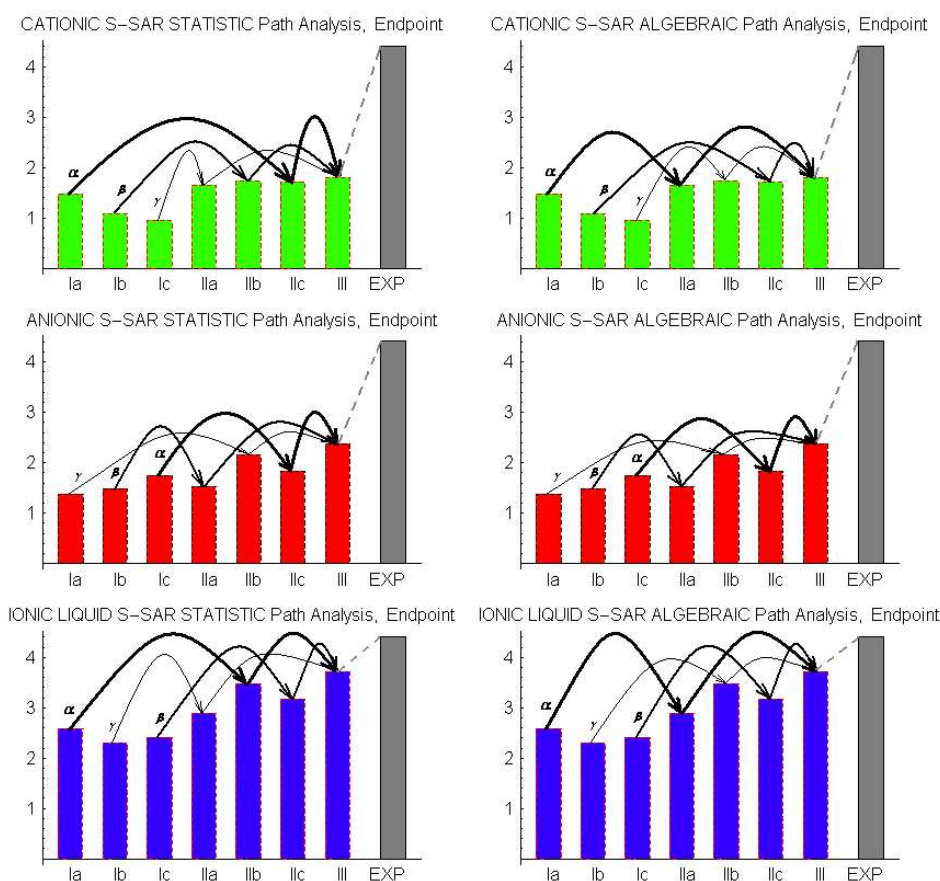 CATIONIC S-SAR STATISTIC Path Analysis, Endpoint
4
3
2
1
α
β
γ
Ia Ib Ic IIa IIb IIc III EXP
CATIONIC S-SAR ALGEBRAIC Path Analysis, Endpoint
4
3
2
1
α
β
γ
Ia Ib Ic IIa IIb IIc III EXP
ANIONIC S-SAR STATISTIC Path Analysis, Endpoint
4
3
2
1
γ
β
α
Ia Ib Ic IIa IIb IIc III EXP
ANIONIC S-SAR ALGEBRAIC Path Analysis, Endpoint
4
3
2
1
γ
β
α
Ia Ib Ic IIa IIb IIc III EXP
IONIC LIQUID S-SAR STATISTIC Path Analysis, Endpoint
4
3
2
1
α
γ
β
Ia Ib Ic IIa IIb IIc III EXP
IONIC LIQUID S-SAR ALGEBRAIC Path Analysis, Endpoint
4
3
2
1
α
γ
β
Ia Ib Ic IIa IIb IIc III EXP